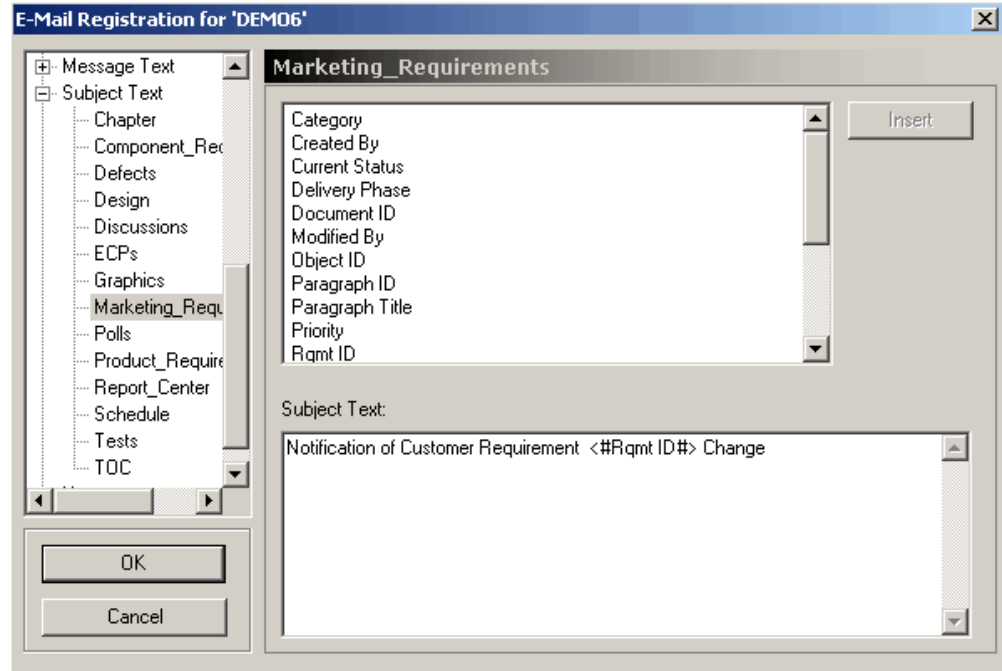 E-Mail Registration for 'DEMO6'
Message Text
Subject Text
Chapter
Component_Rec
Defects
Design
Discussions
ECPs
Graphics
Marketing_Requ
Polls
Product_Require
Report_Center
Schedule
Tests
TOC
OK
Cancel
Marketing_Requirements
Category
Created By
Current Status
Delivery Phase
Document ID
Modified By
Object ID
Paragraph ID
Paragraph Title
Priority
Rqmt ID
Insert
Subject Text:
Notification of Customer Requirement <#Rqmt ID#> Change